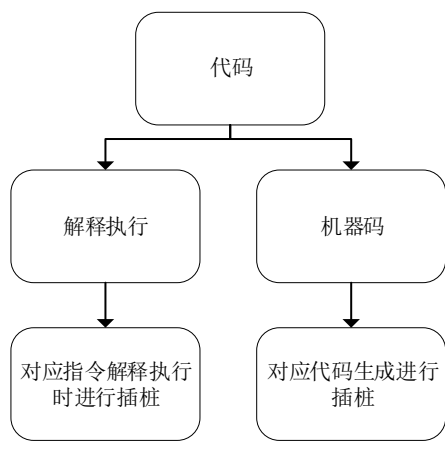 代码
解释执行
机器码
对应指令解释执行
时进行插桩
对应代码生成进行
插桩